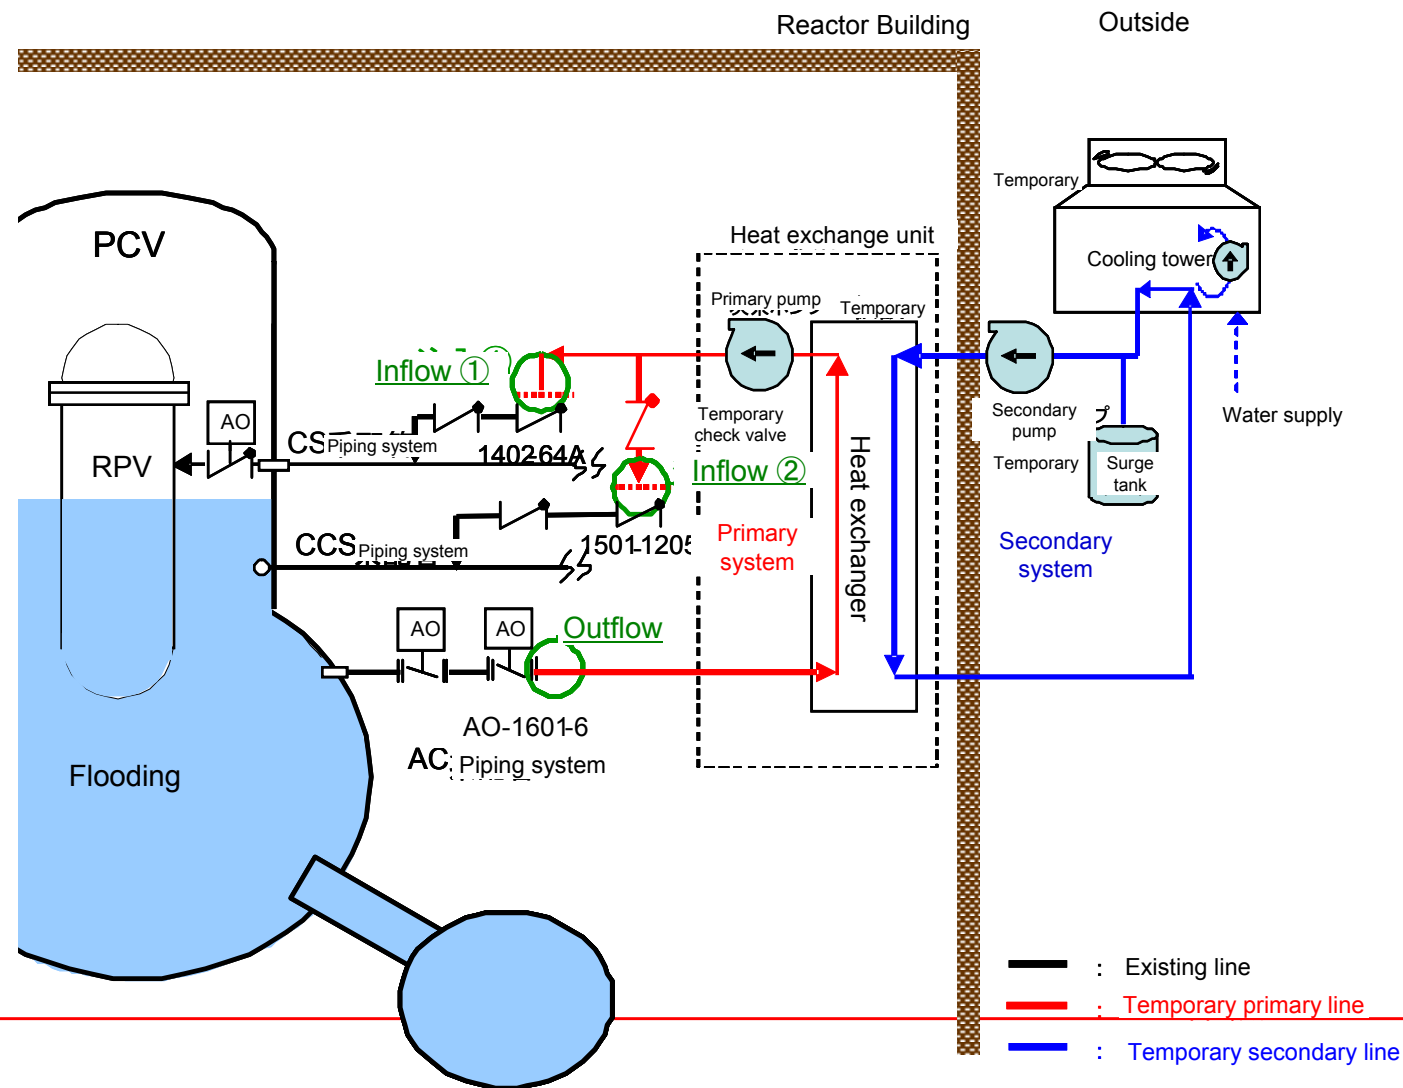 Reactor Building
Outside
Temporary
PCV
Heat exchange unit
Cooling tower
Primary pump
Temporary
Inflow ①
AO
Temporary
check valve
Secondary
pump
Water supply
CS
Piping system
RPV
1402-64A
Inflow ②
Temporary
Surge
tank
Heat exchanger
Primary
system
Secondary
system
CCS
Piping system
1501-1205
AO
AO
Outflow
AO-1601-6
AC
Piping system
Flooding
: Existing line
: Temporary primary line
: Temporary secondary line